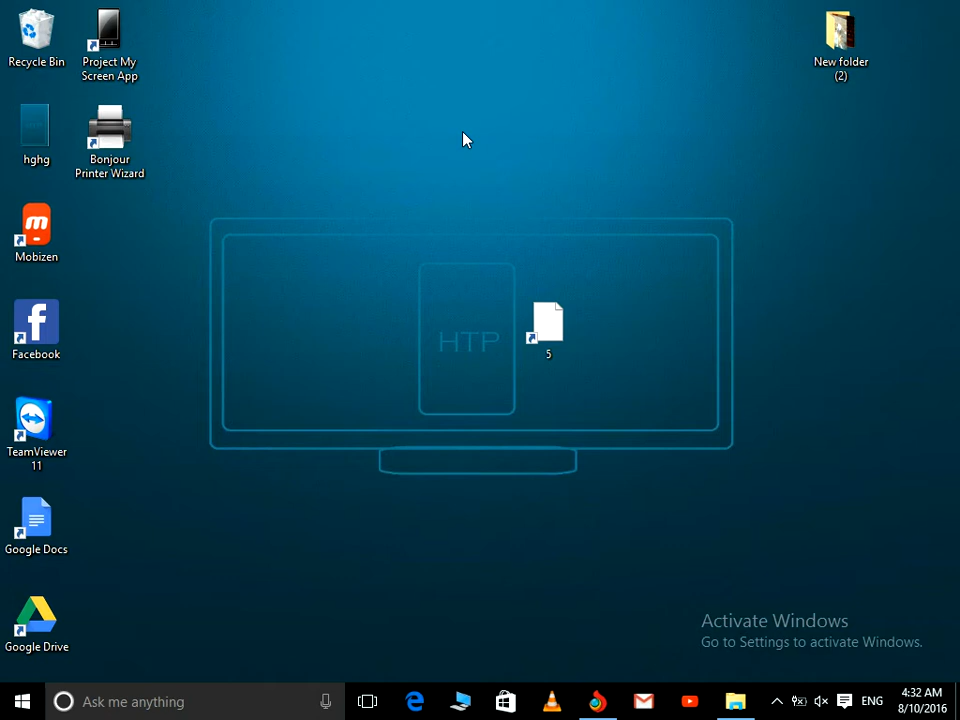 Recycle Bin
Project My
Screen App
New folder
(2)
hghg
Bonjour
Printer Wizard
Mobizen
Facebook
HTP
5
TeamViewer
11
Google Docs
Google Drive
Activate Windows
Go to Settings to activate Windows.
Ask me anything
ENG
4:32 AM
8/10/2016